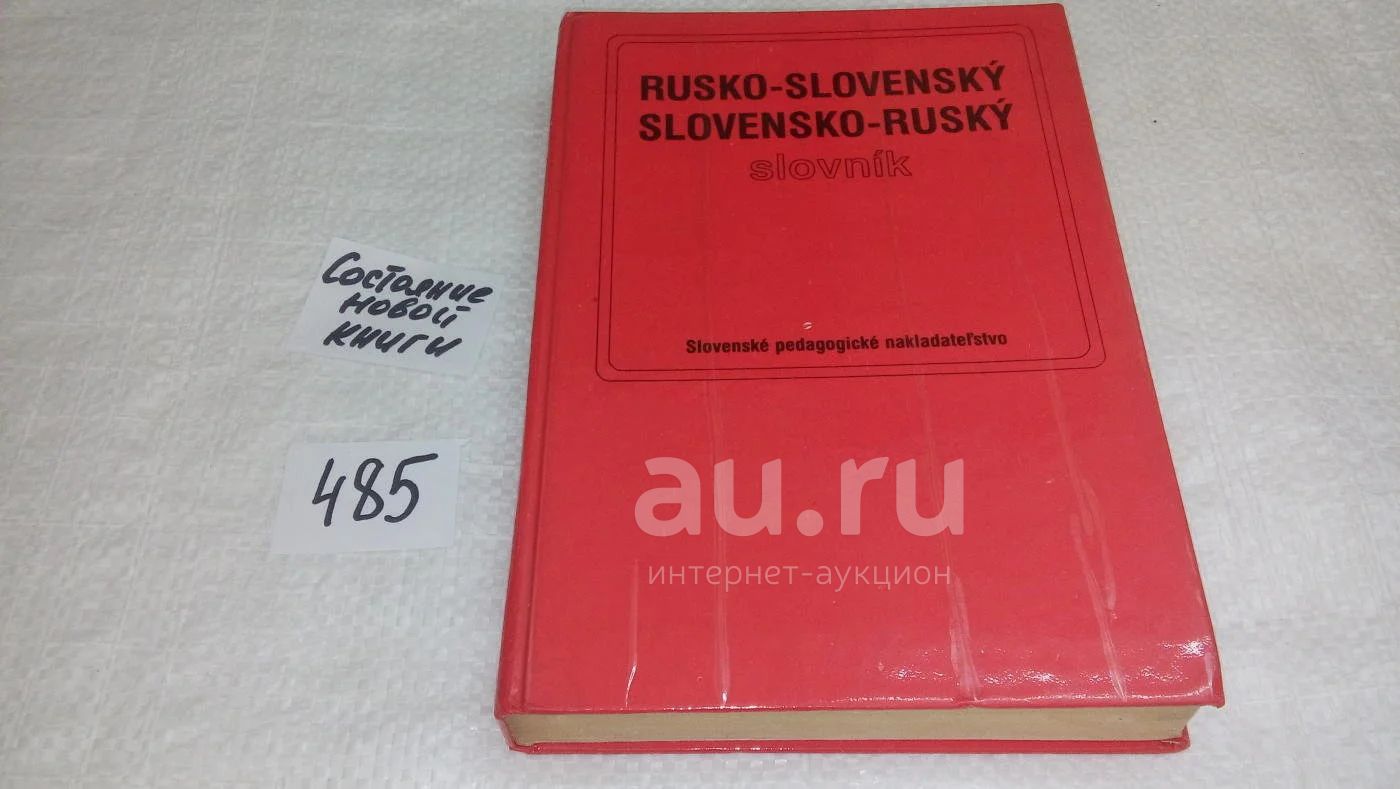 RUSKO-SLOVENSKÝ
SLOVENSKO-RUSKÝ
slovník
Slovenské pedagogické nakladateľstvo
Состояние
новой
книги
485
au.ru
интернет-аукцион